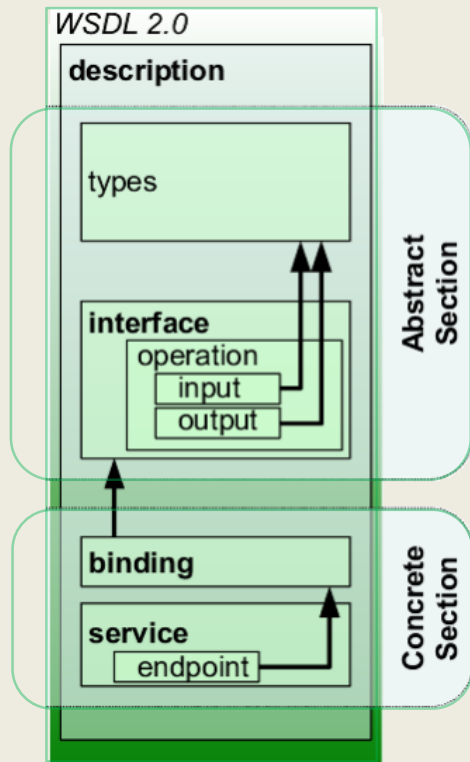 WSDL 2.0
description
types
interface
operation
input
output
binding
service
endpoint
Abstract
Section
Concrete
Section